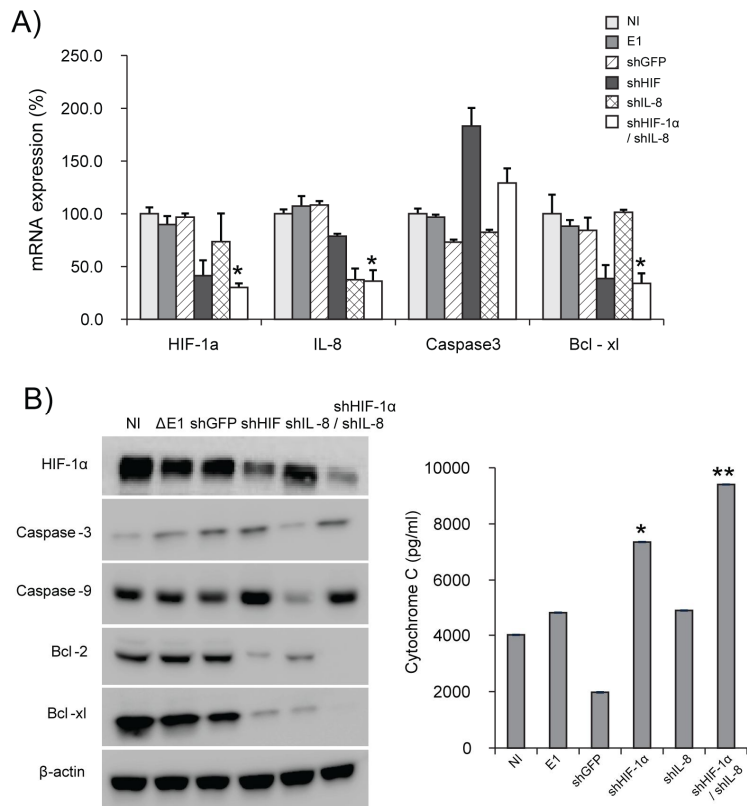 A)
mRNA expression (%)
250.0
200.0
150.0
100.0
50.0
0.0
* * *
HIF-1a IL-8 Caspase3 Bcl - xl
NI
E1
shGFP
shHIF
shIL-8
shHIF-1α
/ shIL-8
B)
shHIF-1α
NI ΔE1 shGFP shHIF shIL -8 / shIL-8
HIF-1α
Caspase -3
Caspase -9
Bcl -2
Bcl -xl
β-actin
Cytochrome C (pg/ml)
10000
8000
6000
4000
2000
0
* **
NI E1 shGFP shHIF-1α shIL-8 shHIF-1α
/ shIL-8